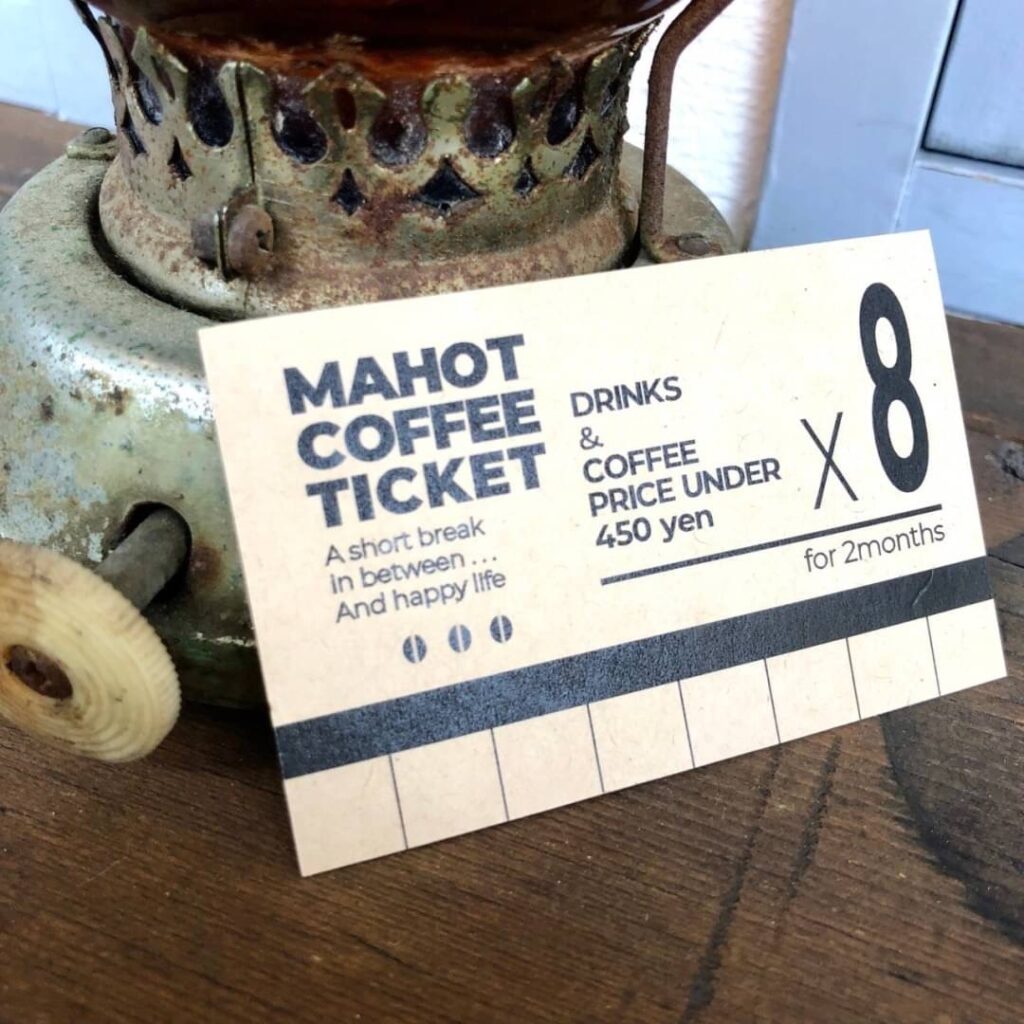 MAHOT
COFFEE
TICKET
A short break
in between ...
And happy life
DRINKS
&
COFFEE
PRICE UNDER
450 yen
X 8
for 2months